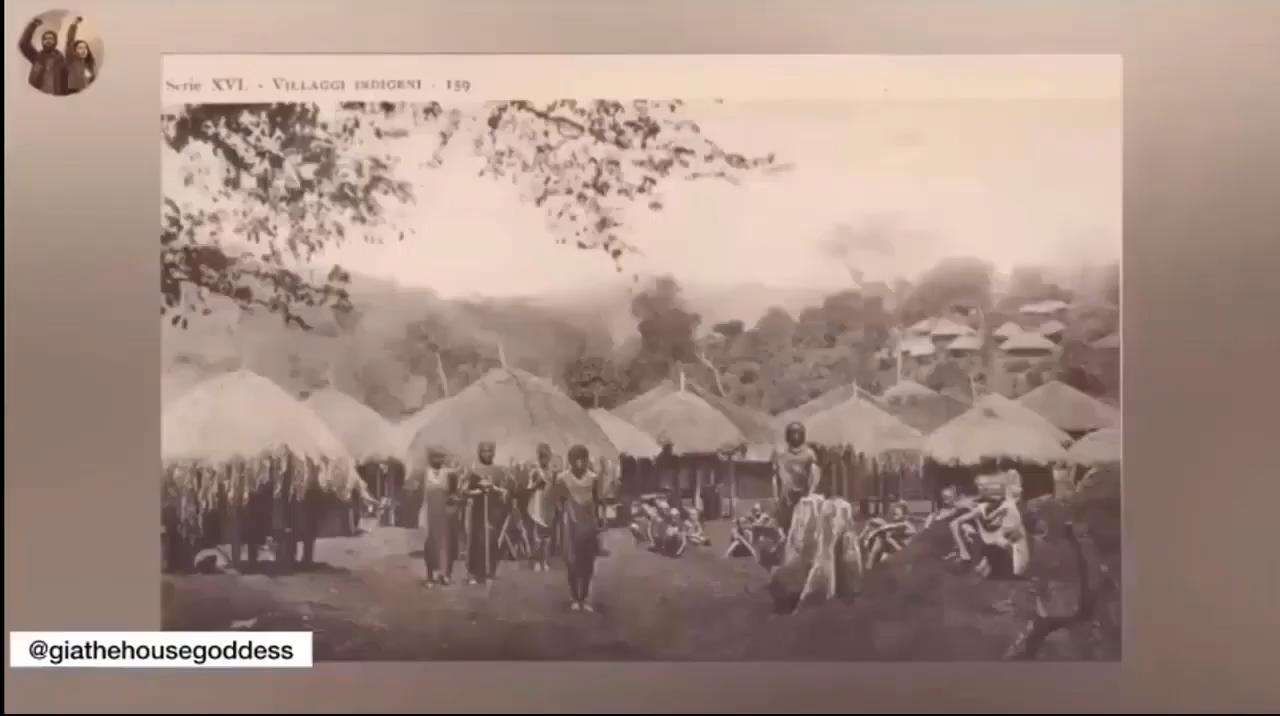 Serie XVI. - VILLAGGI INDIGENI - 159
@giathehousegoddess